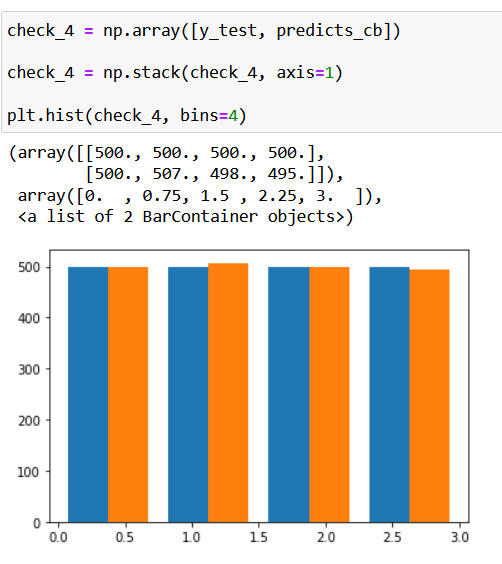 check_4 = np.array([y_test, predicts_cb])
check_4 = np.stack(check_4, axis=1)
plt.hist(check_4, bins=4)
(array([[500., 500., 500., 500.],
[500., 507., 498., 495.]]),
array([0.  , 0.75, 1.5 , 2.25, 3.  ]),
<a list of 2 BarContainer objects>)
500
400
300
200
100
0
0.0 0.5 1.0 1.5 2.0 2.5 3.0